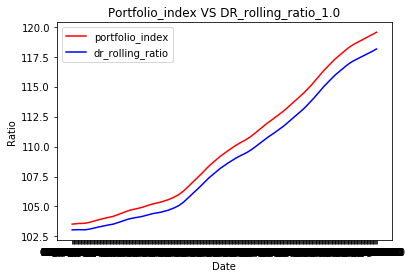 Portfolio_index VS DR_rolling_ratio_1.0
portfolio_index
dr_rolling_ratio
120.0
117.5
115.0
112.5
110.0
107.5
105.0
102.5
Ratio
Date